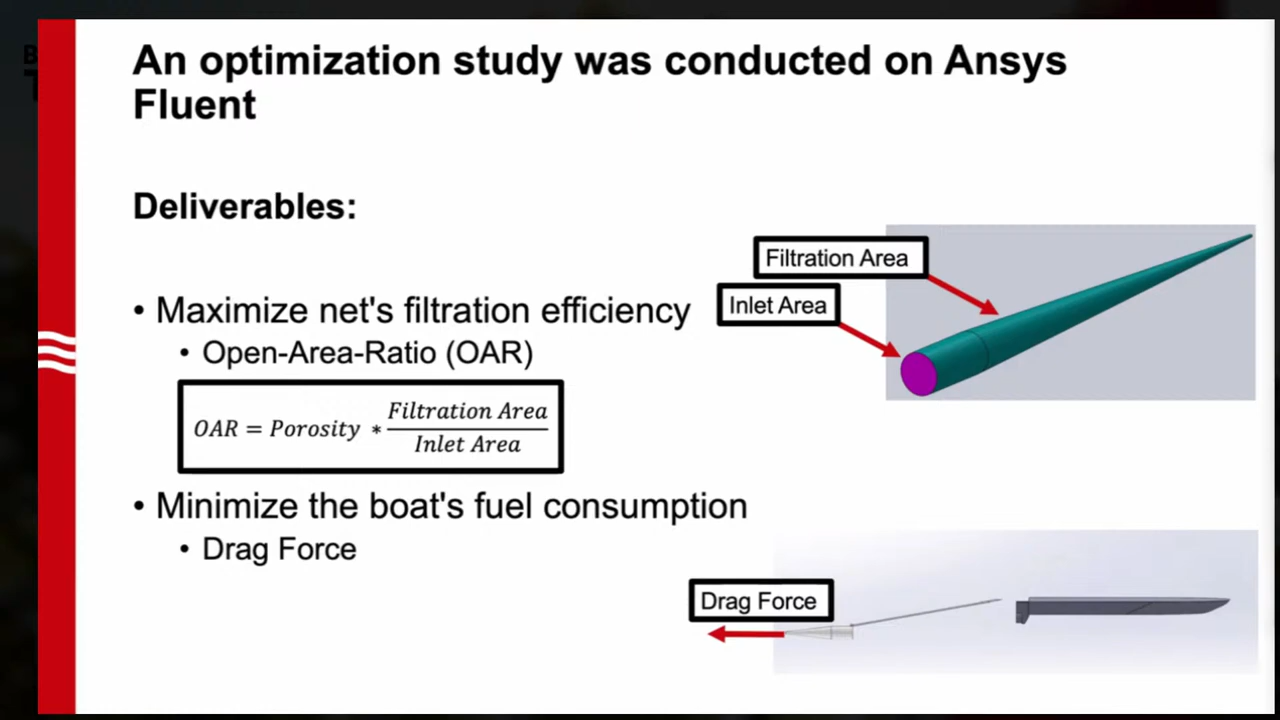 An optimization study was conducted on Ansys
Fluent
Deliverables:
• Maximize net's filtration efficiency
• Open-Area-Ratio (OAR)
OAR = Porosity * Filtration Area / Inlet Area
• Minimize the boat's fuel consumption
• Drag Force
Filtration Area
Inlet Area
Drag Force